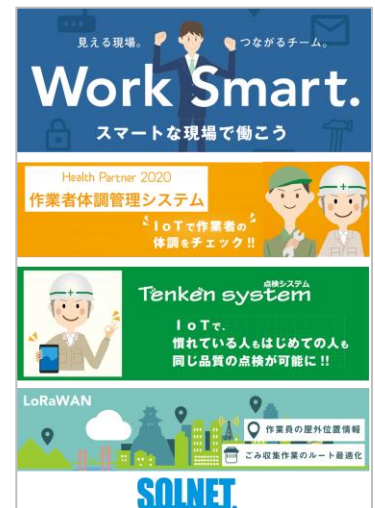 見える現場。 つながるチーム。
Work Smart.
スマートな現場で働こう
Health Partner 2020
作業者体調管理システム
IoTで作業者の
体調をチェック!!
点検システム
Tenken system
IoTで、
慣れている人もはじめての人も
同じ品質の点検が可能に!!
LoRaWAN
作業員の屋外位置情報
ごみ収集作業のルート最適化
SOLNET.